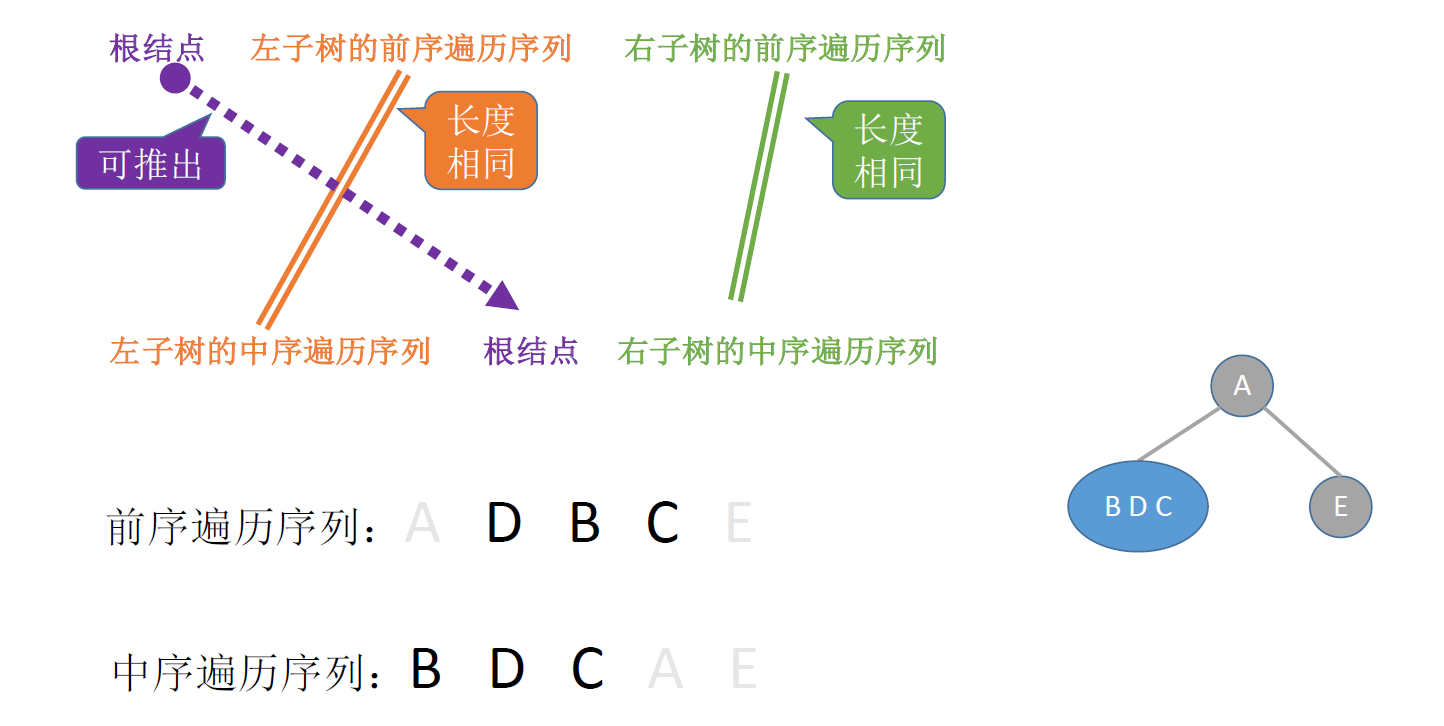 根结点 左子树的前序遍历序列 右子树的前序遍历序列
可推出
长度
相同
长度
相同
左子树的中序遍历序列 根结点 右子树的中序遍历序列
A
B D C
E
前序遍历序列： A D B C E
中序遍历序列： B D C A E